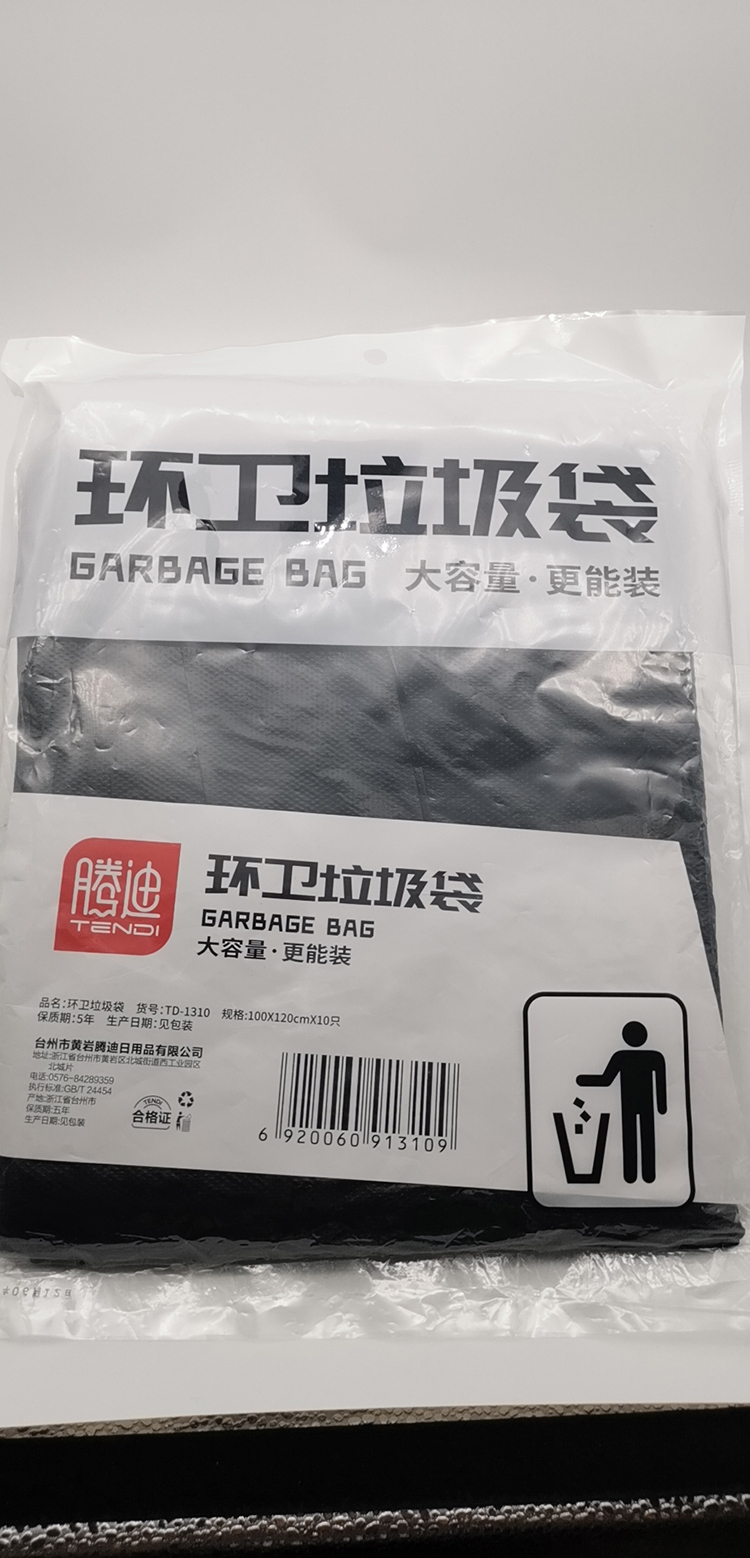 环卫垃圾袋
GARBAGE BAG 大容量·更能装
腾迪
TENDI
环卫垃圾袋
GARBAGE BAG
大容量·更能装
品名:环卫垃圾袋 货号:TD-1310 规格:100X120cmX10只
保质期:5年 生产日期:见包装
台州市黄岩腾迪日用品有限公司
地址:浙江省台州市黄岩区北城街道西工业园区
北城片
电话:0576-84289359
执行标准:GB/T 24454
产地:浙江省台州市
保质期:五年
生产日期:见包装
TENDI
合格证
6 920060 913109
06月12日